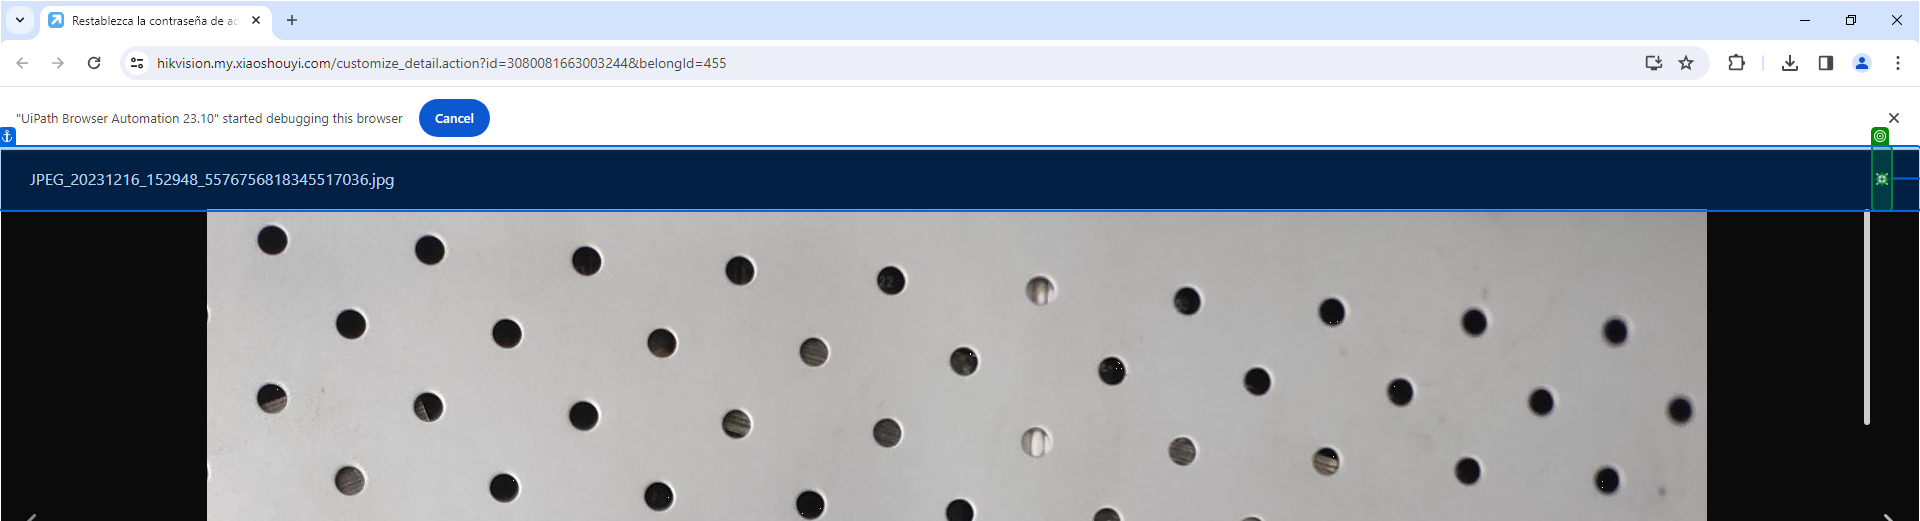 Restablezca la contraseña de ac
hikvision.my.xiaoshouyi.com/customize_detail.action?id=3080081663003244&belongId=455
"UiPath Browser Automation 23.10" started debugging this browser
Cancel
JPEG_20231216_152948_5576756818345517036.jpg
22